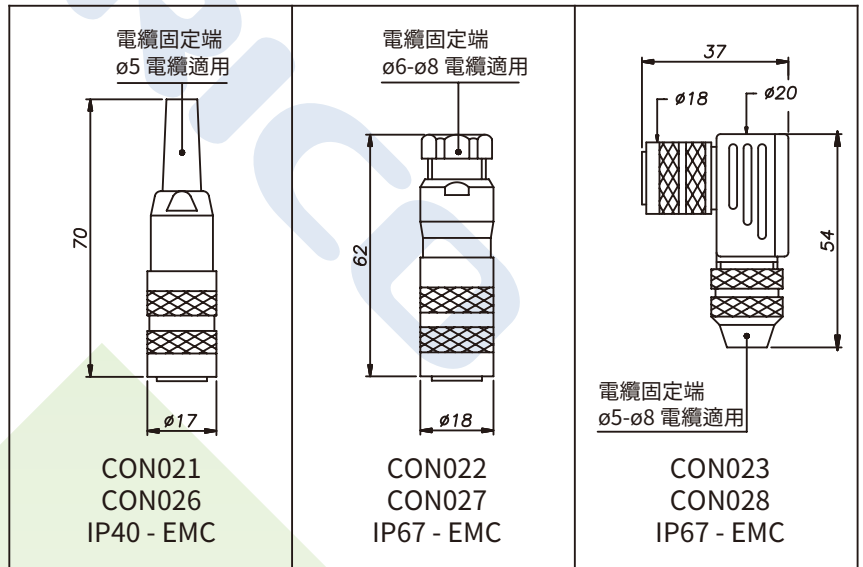 電纜固定端
ø5 電纜適用
70
ø17
CON021
CON026
IP40 - EMC
電纜固定端
ø6-ø8 電纜適用
62
ø18
CON022
CON027
IP67 - EMC
37
ø18
ø20
54
電纜固定端
ø5-ø8 電纜適用
CON023
CON028
IP67 - EMC